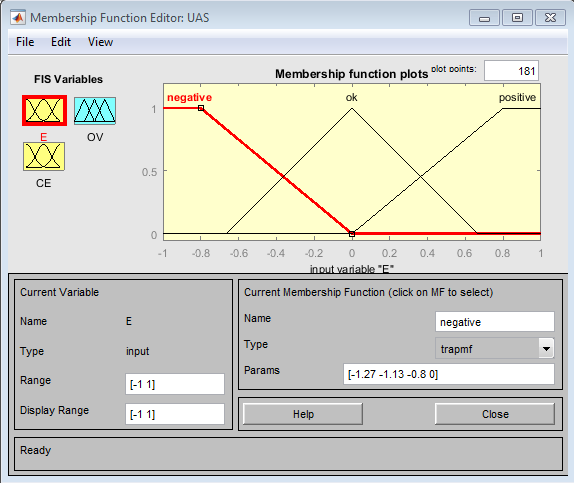 Membership Function Editor: UAS
File Edit View
FIS Variables
E
OV
CE
Membership function plots
plot points:
181
negative
ok
positive
1
0.5
0
-1 -0.8 -0.6 -0.4 -0.2 0 0.2 0.4 0.6 0.8 1
input variable "E"
Current Variable
Name E
Type input
Range [-1 1]
Display Range [-1 1]
Current Membership Function (click on MF to select)
Name negative
Type trapmf
Params [-1.27 -1.13 -0.8 0]
Help
Close
Ready